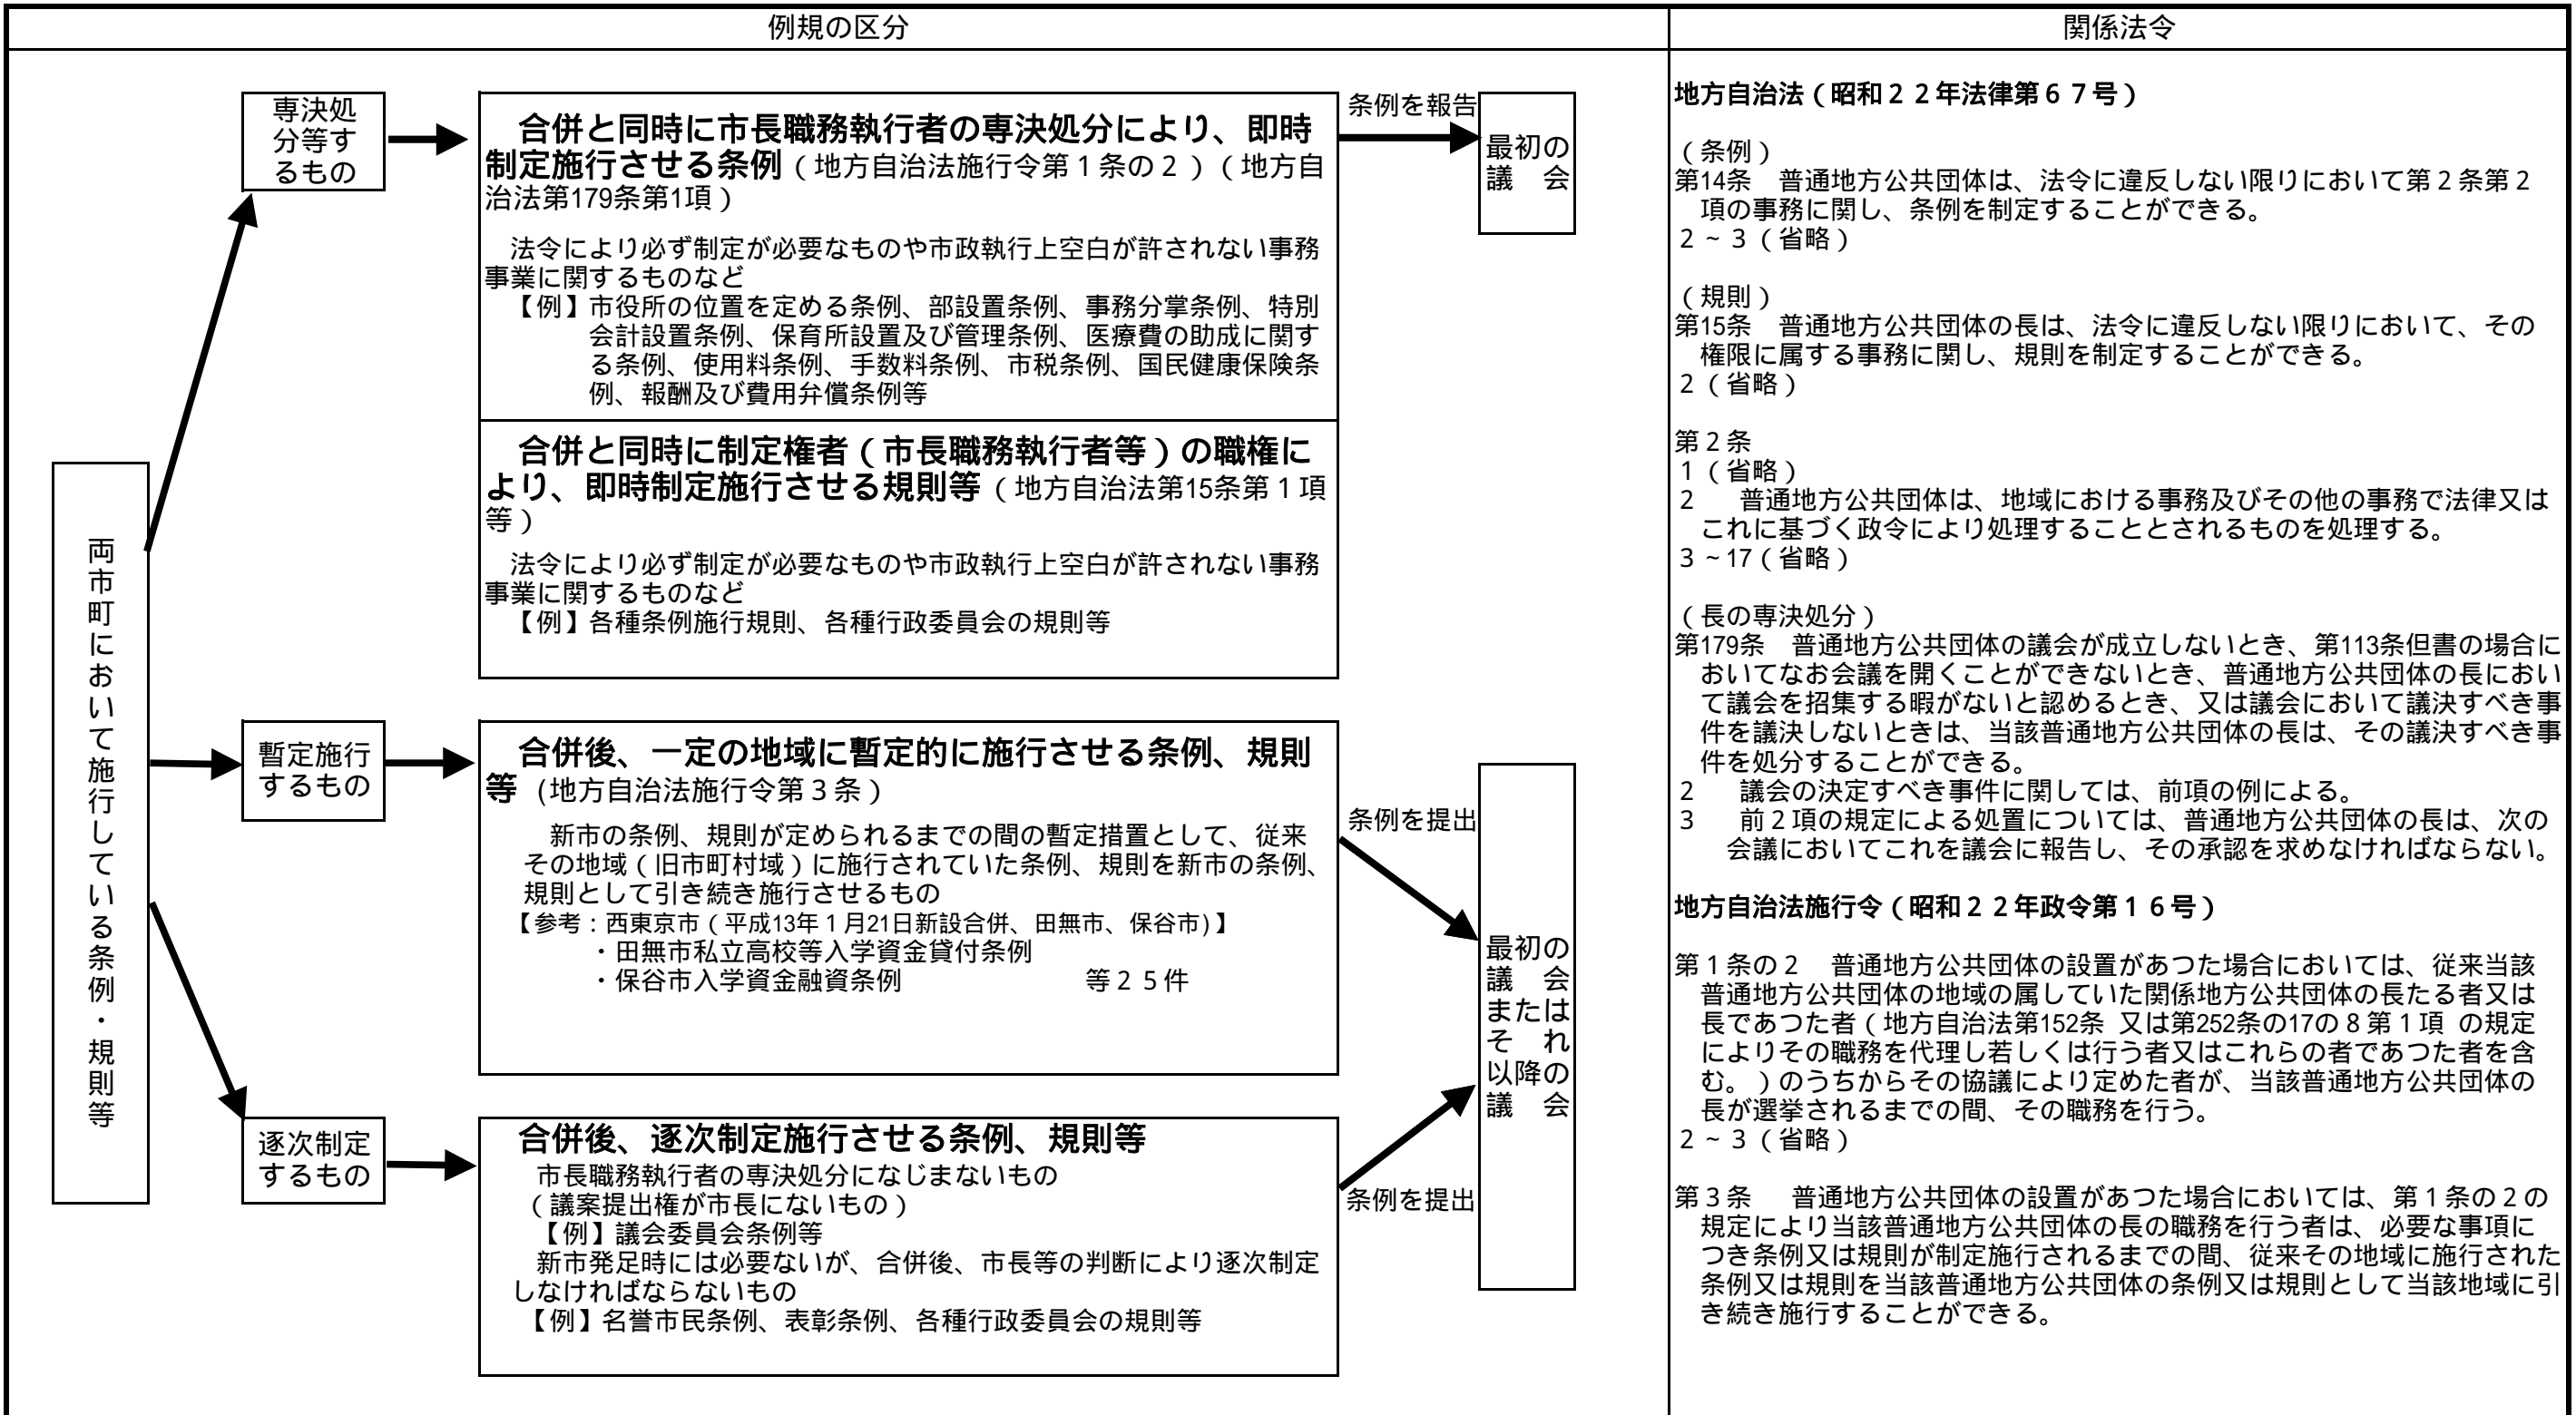 例規の区分
関係法令
両市町において施行している条例・規則等
専決処
分等す
るもの
合併と同時に市長職務執行者の専決処分により、即時
制定施行させる条例（地方自治法施行令第１条の２）（地方自
治法第179条第1項）
法令により必ず制定が必要なものや市政執行上空白が許されない事務
事業に関するものなど
【例】市役所の位置を定める条例、部設置条例、事務分掌条例、特別
会計設置条例、保育所設置及び管理条例、医療費の助成に関す
る条例、使用料条例、手数料条例、市税条例、国民健康保険条
例、報酬及び費用弁償条例等
合併と同時に制定権者（市長職務執行者等）の職権に
より、即時制定施行させる規則等（地方自治法第15条第１項
等）
法令により必ず制定が必要なものや市政執行上空白が許されない事務
事業に関するものなど
【例】各種条例施行規則、各種行政委員会の規則等
条例を報告
最初の
議　会
暫定施行
するもの
合併後、一定の地域に暫定的に施行させる条例、規則
等（地方自治法施行令第３条）
新市の条例、規則が定められるまでの間の暫定措置として、従来
その地域（旧市町村域）に施行されていた条例、規則を新市の条例、
規則として引き続き施行させるもの
【参考：西東京市（平成13年１月21日新設合併、田無市、保谷市)】
・田無市私立高校等入学資金貸付条例
・保谷市入学資金融資条例　　　　　　　等２５件
条例を提出
最初の
議　会
または
そ　れ
以降の
議　会
逐次制定
するもの
合併後、逐次制定施行させる条例、規則等
市長職務執行者の専決処分になじまないもの
（議案提出権が市長にないもの）
【例】議会委員会条例等
新市発足時には必要ないが、合併後、市長等の判断により逐次制定
しなければならないもの
【例】名誉市民条例、表彰条例、各種行政委員会の規則等
条例を提出
地方自治法（昭和２２年法律第６７号）
（条例）
第14条　普通地方公共団体は、法令に違反しない限りにおいて第２条第２
項の事務に関し、条例を制定することができる。
２～３（省略）
（規則）
第15条　普通地方公共団体の長は、法令に違反しない限りにおいて、その
権限に属する事務に関し、規則を制定することができる。
２（省略）
第２条
１（省略）
２　普通地方公共団体は、地域における事務及びその他の事務で法律又は
これに基づく政令により処理することとされるものを処理する。
３～17（省略）
（長の専決処分）
第179条　普通地方公共団体の議会が成立しないとき、第113条但書の場合に
おいてなお会議を開くことができないとき、普通地方公共団体の長におい
て議会を招集する暇がないと認めるとき、又は議会において議決すべき事
件を議決しないときは、当該普通地方公共団体の長は、その議決すべき事
件を処分することができる。
２　議会の決定すべき事件に関しては、前項の例による。
３　前２項の規定による処置については、普通地方公共団体の長は、次の
会議においてこれを議会に報告し、その承認を求めなければならない。
地方自治法施行令（昭和２２年政令第１６号）
第１条の２　普通地方公共団体の設置があつた場合においては、従来当該
普通地方公共団体の地域の属していた関係地方公共団体の長たる者又は
長であつた者（地方自治法第152条 又は第252条の17の８第１項 の規定
によりその職務を代理し若しくは行う者又はこれらの者であつた者を含
む。）のうちからその協議により定めた者が、当該普通地方公共団体の
長が選挙されるまでの間、その職務を行う。
２～３（省略）
第３条　普通地方公共団体の設置があつた場合においては、第１条の２の
規定により当該普通地方公共団体の長の職務を行う者は、必要な事項に
つき条例又は規則が制定施行されるまでの間、従来その地域に施行された
条例又は規則を当該普通地方公共団体の条例又は規則として当該地域に引
き続き施行することができる。